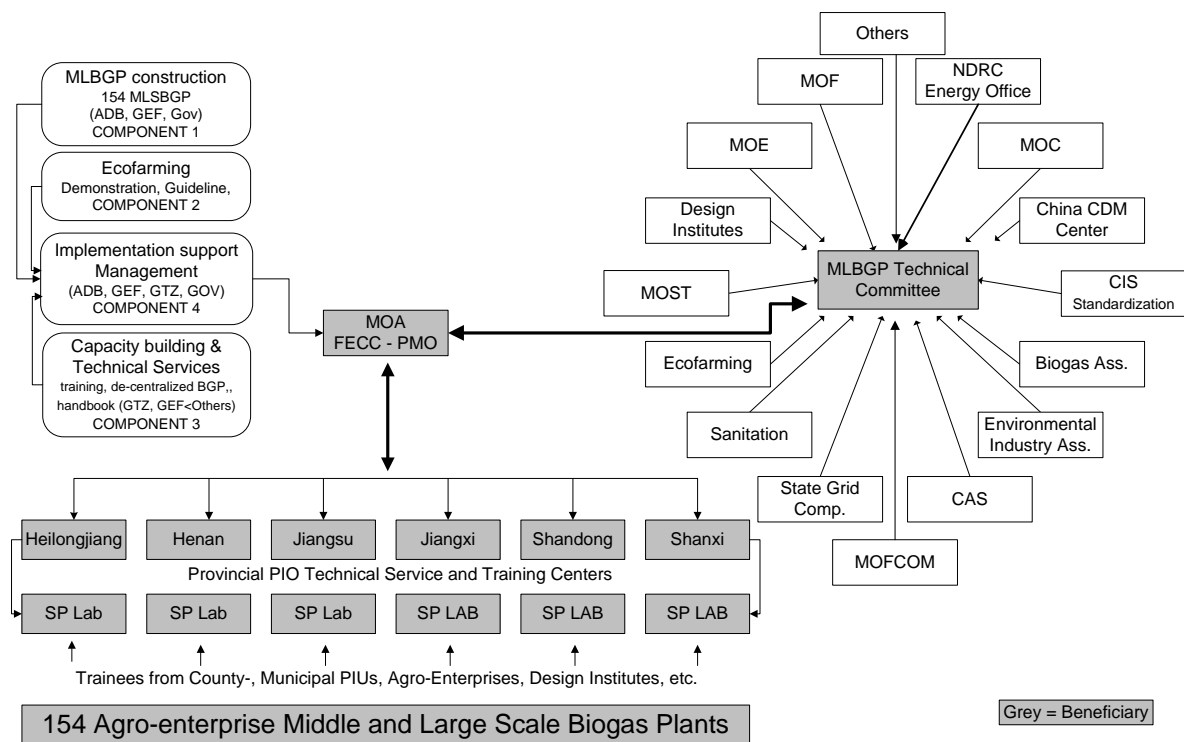 MLBGP construction
154 MLSBGP
(ADB, GEF, Gov)
COMPONENT 1
Ecofarming
Demonstration, Guideline,
COMPONENT 2
Implementation support
Management
(ADB, GEF, GTZ, GOV)
COMPONENT 4
Capacity building &
Technical Services
training, de-centralized BGP,,
handbook (GTZ, GEF<Others)
COMPONENT 3
MOA
FECC - PMO
Others
MOF
NDRC
Energy Office
MOE
MOC
Design
Institutes
China CDM
Center
MLBGP Technical
Committee
MOST
CIS
Standardization
Ecofarming
Biogas Ass.
Sanitation
Environmental
Industry Ass.
State Grid
Comp.
CAS
MOFCOM
Heilongjiang
Henan
Jiangsu
Jiangxi
Shandong
Shanxi
Provincial PIO Technical Service and Training Centers
SP Lab
SP Lab
SP Lab
SP LAB
SP LAB
SP LAB
Trainees from County-, Municipal PIUs, Agro-Enterprises, Design Institutes, etc.
154 Agro-enterprise Middle and Large Scale Biogas Plants
Grey = Beneficiary